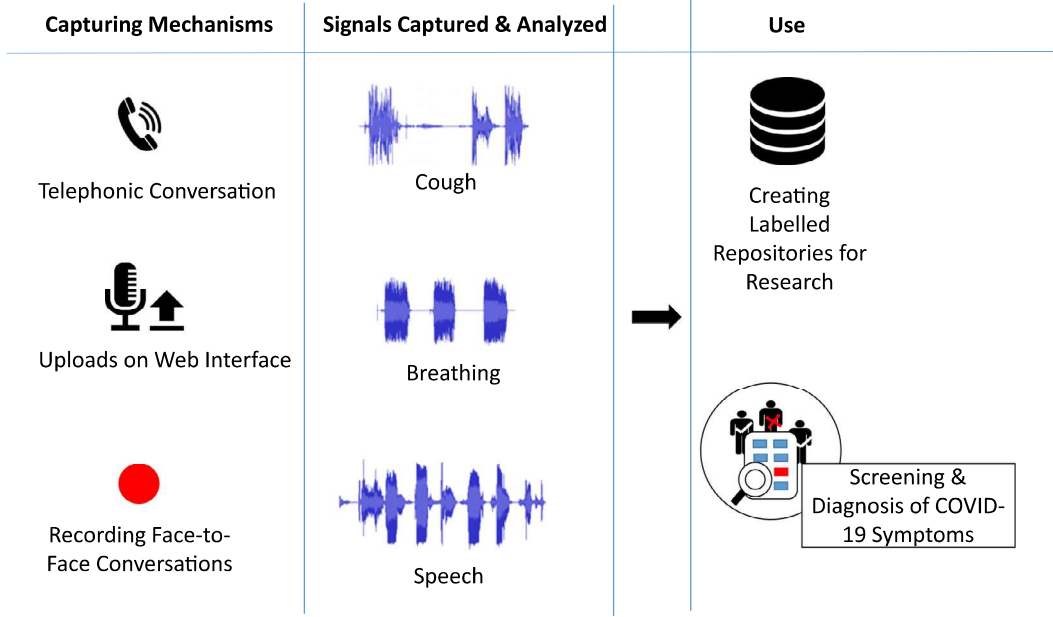 Capturing Mechanisms
Signals Captured & Analyzed
Use
Telephonic Conversation
Cough
Creating
Labelled
Repositories for
Research
Uploads on Web Interface
Breathing
Recording Face-to-
Face Conversations
Speech
Screening &
Diagnosis of COVID-
19 Symptoms